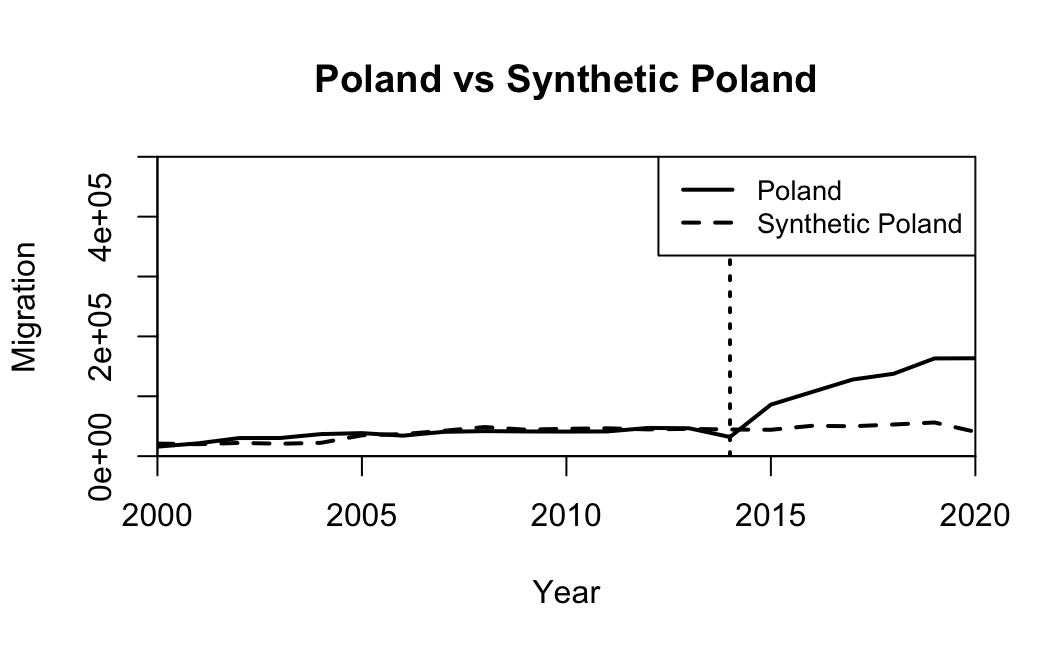 Poland vs Synthetic Poland
Poland
Synthetic Poland
Migration
4e+05
2e+05
0e+00
2000 2005 2010 2015 2020
Year